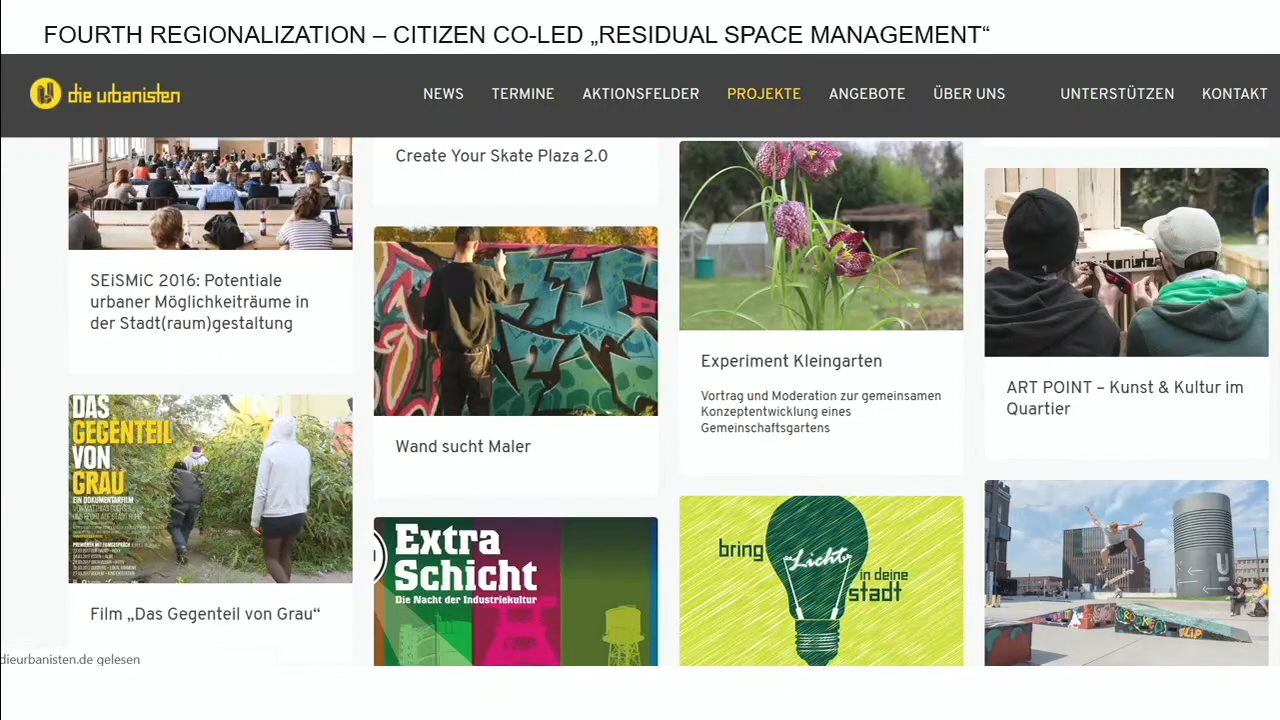 FOURTH REGIONALIZATION – CITIZEN CO-LED „RESIDUAL SPACE MANAGEMENT“
die urbanisten
NEWS TERMINE AKTIONSFELDER PROJEKTE ANGEBOTE ÜBER UNS UNTERSTÜTZEN KONTAKT
SEiSMiC 2016: Potentiale
urbaner Möglichkeiträume in
der Stadt(raum)gestaltung
DAS
GEGENTEIL
VON
GRAU
EIN DOKUMENTARFILM
Film „Das Gegenteil von Grau“
Create Your Skate Plaza 2.0
Wand sucht Maler
Extra
Schicht
Die Nacht der Industriekultur
Experiment Kleingarten
Vortrag und Moderation zur gemeinsamen
Konzeptentwicklung eines
Gemeinschaftsgartens
bring
Licht
in deine
stadt
ART POINT – Kunst & Kultur im
Quartier
dieurbanisten.de gelesen